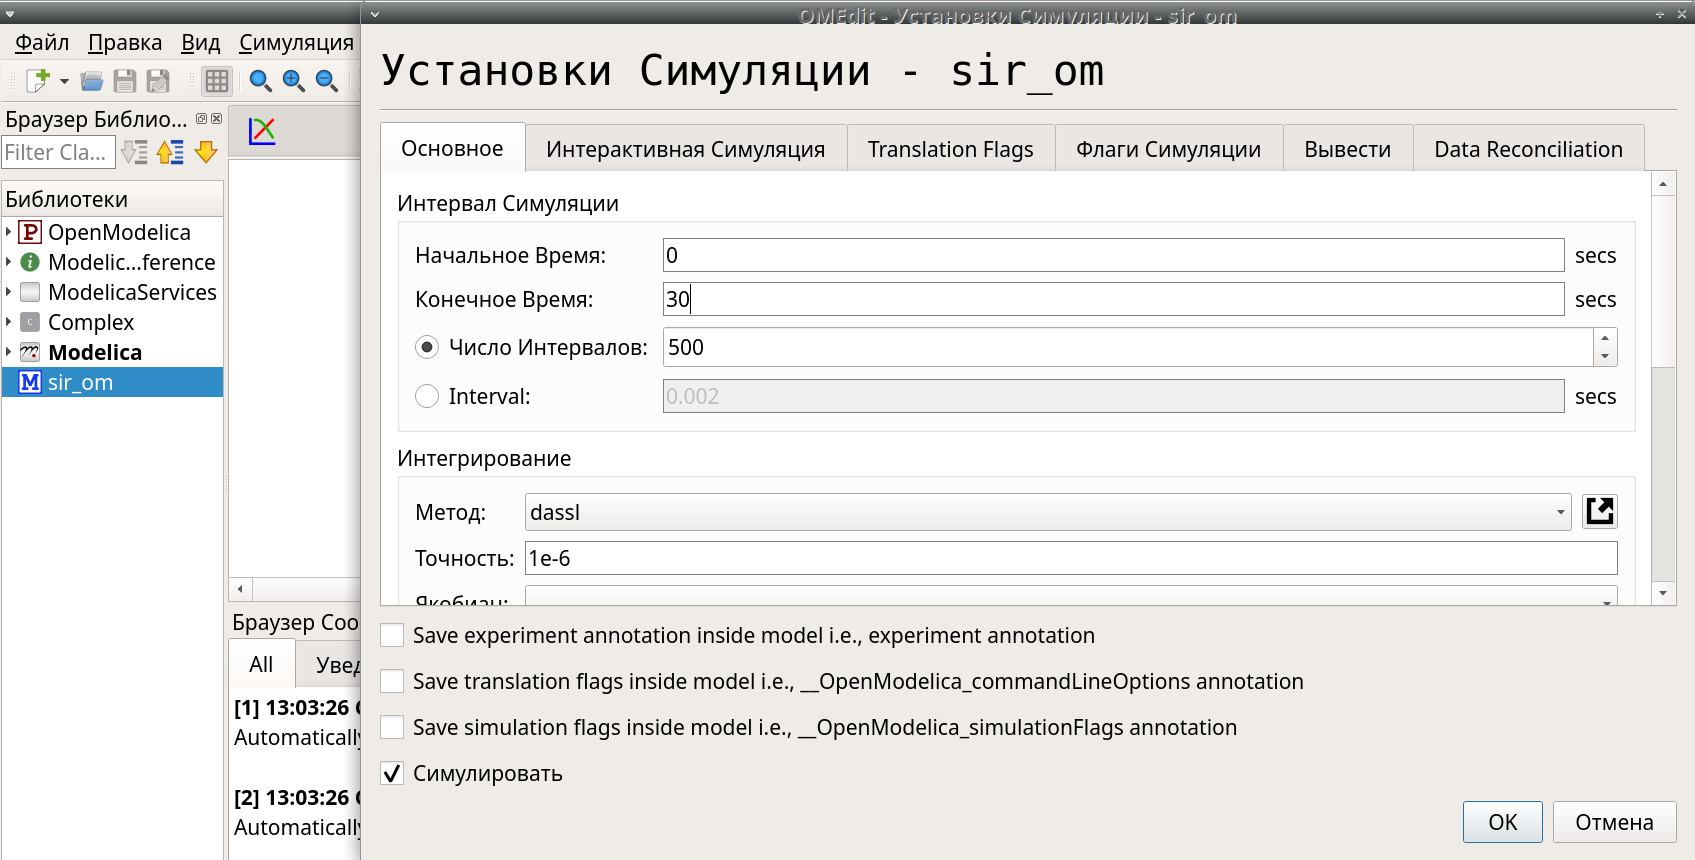 OMEdit - Установки Симуляции - sir_om
Файл Правка Вид Симуляция
Браузер Библио...
Filter Cla...
Библиотеки
OpenModelica
Modelic...ference
ModelicaServices
Complex
Modelica
sir_om
Браузер Соо
All Увед
[1] 13:03:26
Automatically
[2] 13:03:26
Automatically
Установки Симуляции - sir_om
Основное Интерактивная Симуляция Translation Flags Флаги Симуляции Вывести Data Reconciliation
Интервал Симуляции
Начальное Время: 0 secs
Конечное Время: 30 secs
Число Интервалов: 500
Interval: 0.002 secs
Интегрирование
Метод: dassl
Точность: 1e-6
Якобиан:
Save experiment annotation inside model i.e., experiment annotation
Save translation flags inside model i.e., __OpenModelica_commandLineOptions annotation
Save simulation flags inside model i.e., __OpenModelica_simulationFlags annotation
Симулировать
OK Отмена